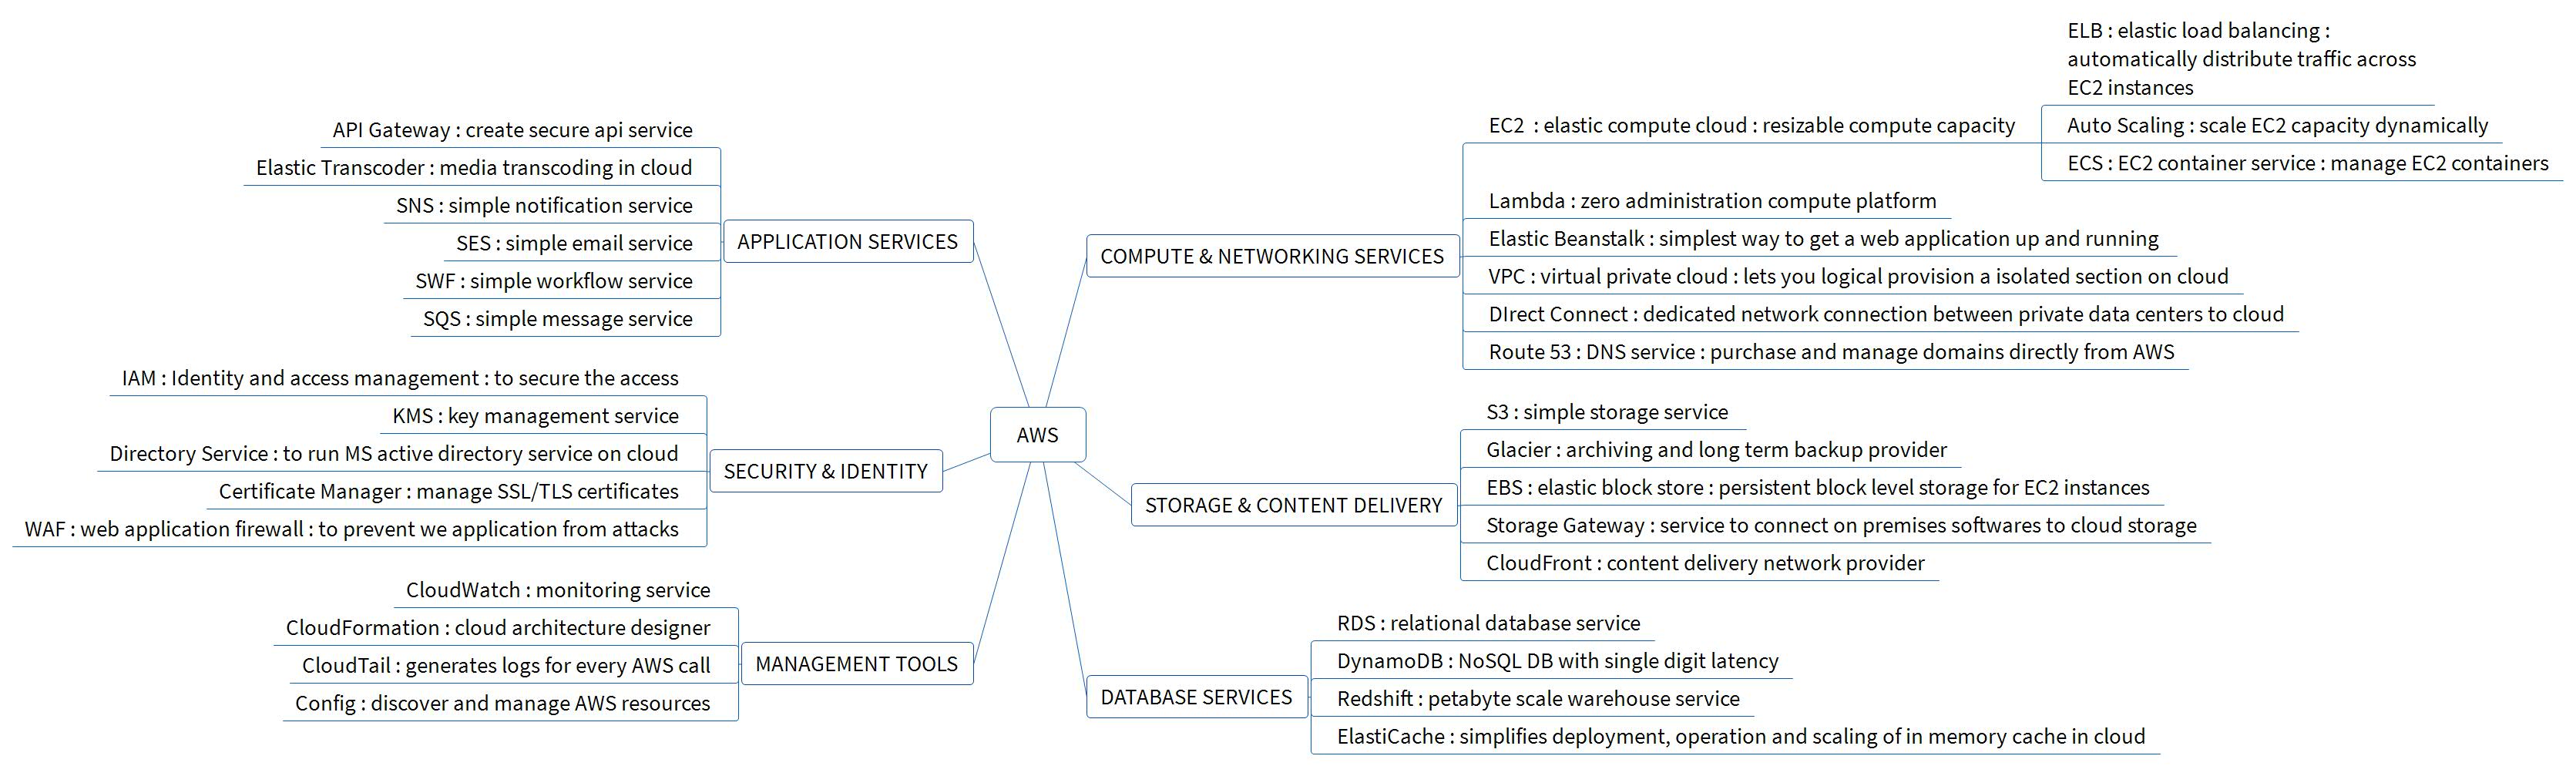 AWS
APPLICATION SERVICES
API Gateway : create secure api service
Elastic Transcoder : media transcoding in cloud
SNS : simple notification service
SES : simple email service
SWF : simple workflow service
SQS : simple message service
SECURITY & IDENTITY
IAM : Identity and access management : to secure the access
KMS : key management service
Directory Service : to run MS active directory service on cloud
Certificate Manager : manage SSL/TLS certificates
WAF : web application firewall : to prevent we application from attacks
MANAGEMENT TOOLS
CloudWatch : monitoring service
CloudFormation : cloud architecture designer
CloudTail : generates logs for every AWS call
Config : discover and manage AWS resources
COMPUTE & NETWORKING SERVICES
EC2 : elastic compute cloud : resizable compute capacity
ELB : elastic load balancing :
automatically distribute traffic across
EC2 instances
Auto Scaling : scale EC2 capacity dynamically
ECS : EC2 container service : manage EC2 containers
Lambda : zero administration compute platform
Elastic Beanstalk : simplest way to get a web application up and running
VPC : virtual private cloud : lets you logical provision a isolated section on cloud
DIrect Connect : dedicated network connection between private data centers to cloud
Route 53 : DNS service : purchase and manage domains directly from AWS
STORAGE & CONTENT DELIVERY
S3 : simple storage service
Glacier : archiving and long term backup provider
EBS : elastic block store : persistent block level storage for EC2 instances
Storage Gateway : service to connect on premises softwares to cloud storage
CloudFront : content delivery network provider
DATABASE SERVICES
RDS : relational database service
DynamoDB : NoSQL DB with single digit latency
Redshift : petabyte scale warehouse service
ElastiCache : simplifies deployment, operation and scaling of in memory cache in cloud